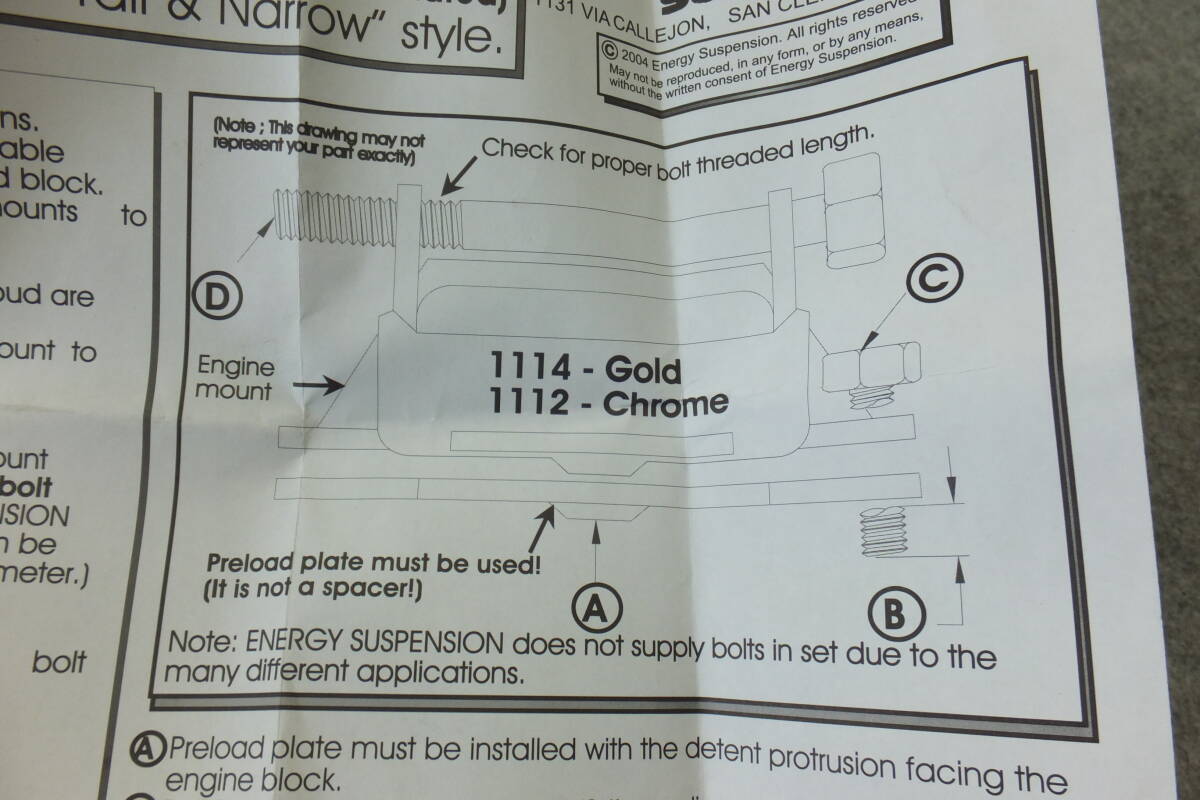 & Narrow" style.
1131 VIA CALLEJON, SAN
© 2004 Energy Suspension. All rights reserved
May not be reproduced, in any form, or by any means,
without the written consent of Energy Suspension.
ns.
able
d block.
mounts to
oud are
ount to
ount
bolt
NSION
n be
meter.)
bolt
(Note ; This drawing may not
represent your part exactly)
Check for proper bolt threaded length.
D
C
Engine
mount
1114 - Gold
1112 - Chrome
Preload plate must be used!
(It is not a spacer!)
A
B
Note: ENERGY SUSPENSION does not supply bolts in set due to the
many different applications.
A Preload plate must be installed with the detent protrusion facing the
engine block.